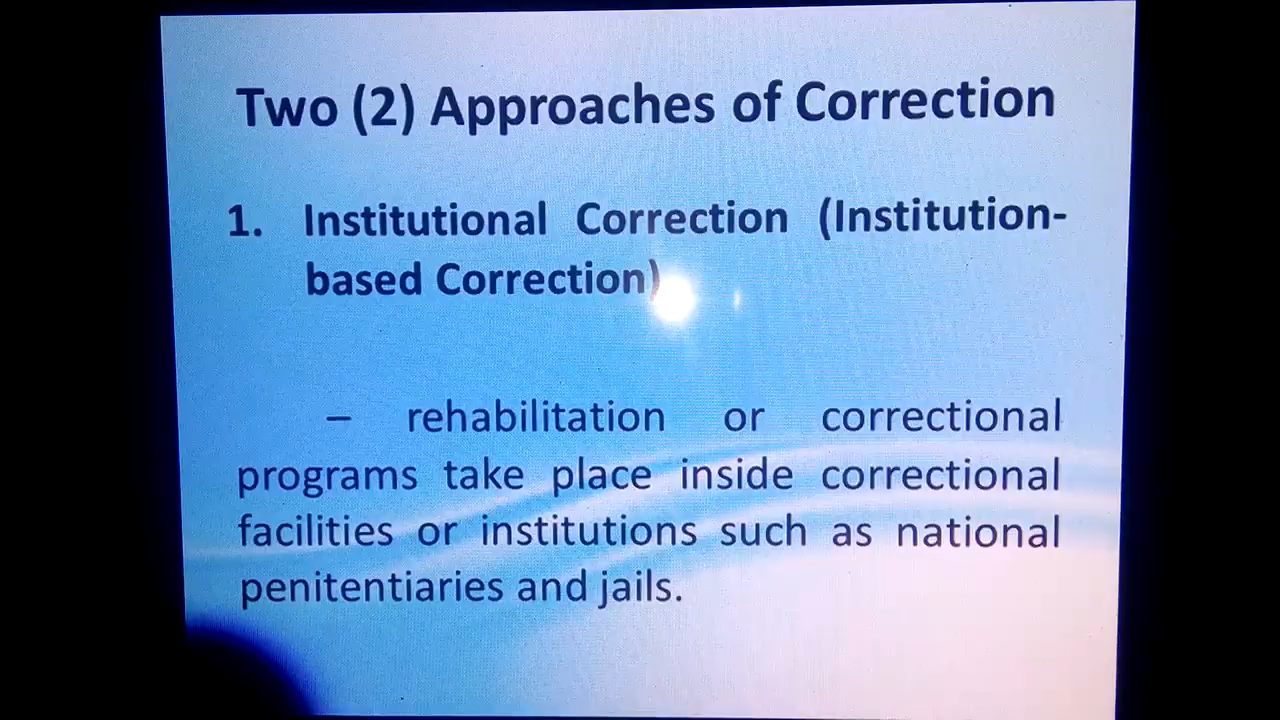 Two (2) Approaches of Correction
1. Institutional Correction (Institution-
based Correction)
– rehabilitation or correctional
programs take place inside correctional
facilities or institutions such as national
penitentiaries and jails.